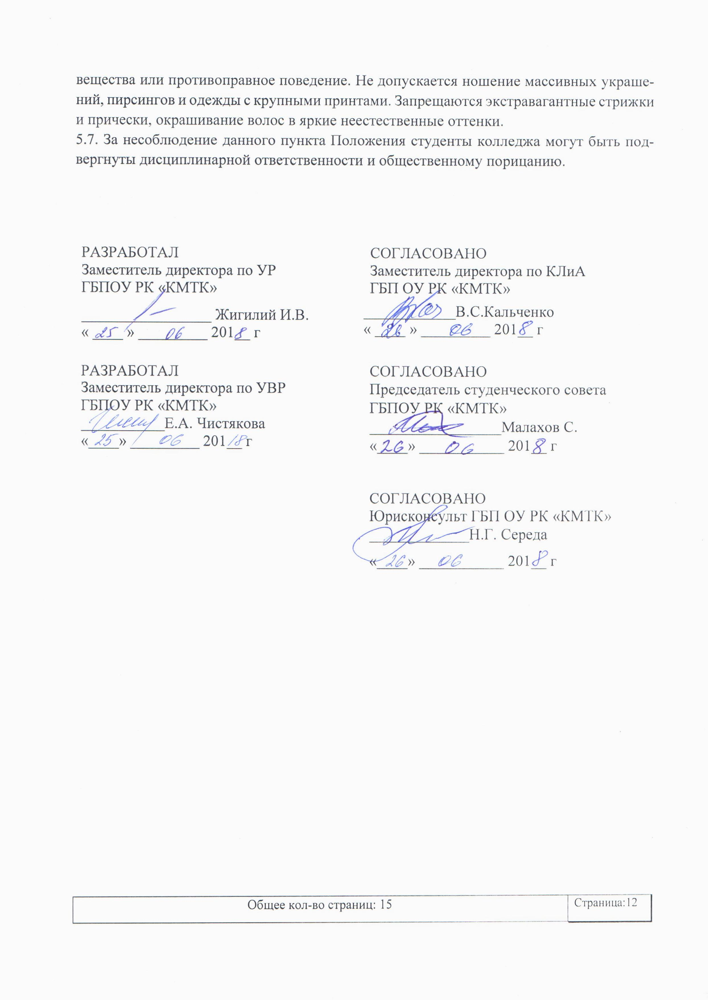 вещества или противоправное поведение. Не допускается ношение массивных украше-
ний, пирсингов и одежды с крупными принтами. Запрещаются экстравагантные стрижки
и прически, окрашивание волос в яркие неестественные оттенки.
5.7. За несоблюдение данного пункта Положения студенты колледжа могут быть под-
вергнуты дисциплинарной ответственности и общественному порицанию.
РАЗРАБОТАЛ
Заместитель директора по УР
ГБПОУ РК «КМТК»
Жигилий И.В.
« 25 » 06 2018 г
СОГЛАСОВАНО
Заместитель директора по КЛиА
ГБП ОУ РК «КМТК»
В.С.Кальченко
« 26 » 06 2018 г
РАЗРАБОТАЛ
Заместитель директора по УВР
ГБПОУ РК «КМТК»
Е.А. Чистякова
« 25 » 06 20118 г
СОГЛАСОВАНО
Председатель студенческого совета
ГБПОУ РК «КМТК»
Малахов С.
« 26 » 06 2018 г
СОГЛАСОВАНО
Юрисконсульт ГБП ОУ РК «КМТК»
Н.Г. Середа
« 26 » 06 2018 г
Общее кол-во страниц: 15
Страница:12